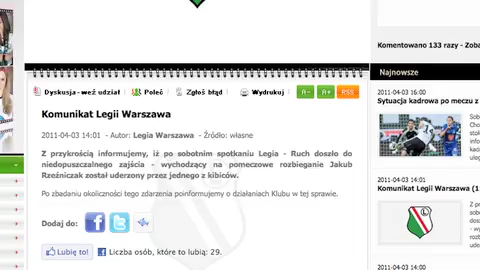 Komentowano 133 razy - Zoba
Dyskusja - weź udział
Poleć
Zgłoś błąd
Wydrukuj
A-
A+
RSS
Komunikat Legii Warszawa
2011-04-03 14:01 - Autor: Legia Warszawa - Źródło: własne
Z przykrością informujemy, iż po sobotnim spotkaniu Legia - Ruch doszło do
niedopuszczalnego zajścia - wychodzący na pomeczowe rozbieganie Jakub
Rzeźniczak został uderzony przez jednego z kibiców.
Po zbadaniu okoliczności tego zdarzenia poinformujemy o działaniach Klubu w tej sprawie.
Dodaj do:
Lubię to!
Liczba osób, które to lubią: 29.
Najnowsze
2011-04-03 16:00
Sytuacja kadrowa po meczu z
2011-04-03 14:01
Komunikat Legii Warszawa (1